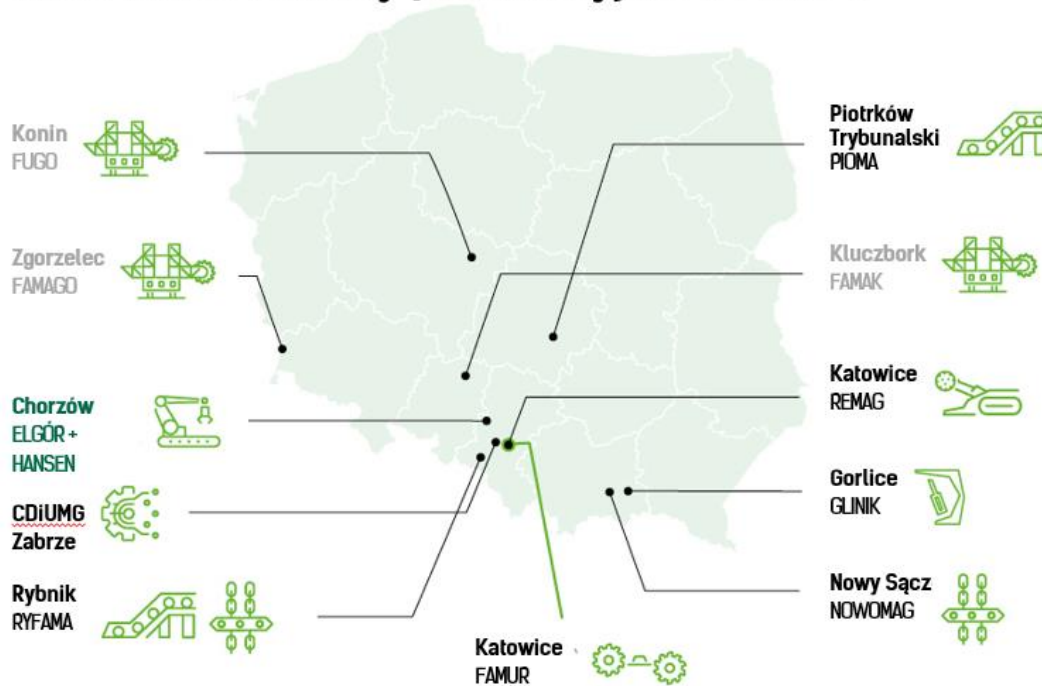 Konin
FUGO
Zgorzelec
FAMAGO
Chorzów
ELGÓR +
HANSEN
CDiUMG
Zabrze
Rybnik
RYFAMA
Katowice
FAMUR
Piotrków
Trybunalski
PIOMA
Kluczbork
FAMAK
Katowice
REMAG
Gorlice
GLINIK
Nowy Sącz
NOWOMAG